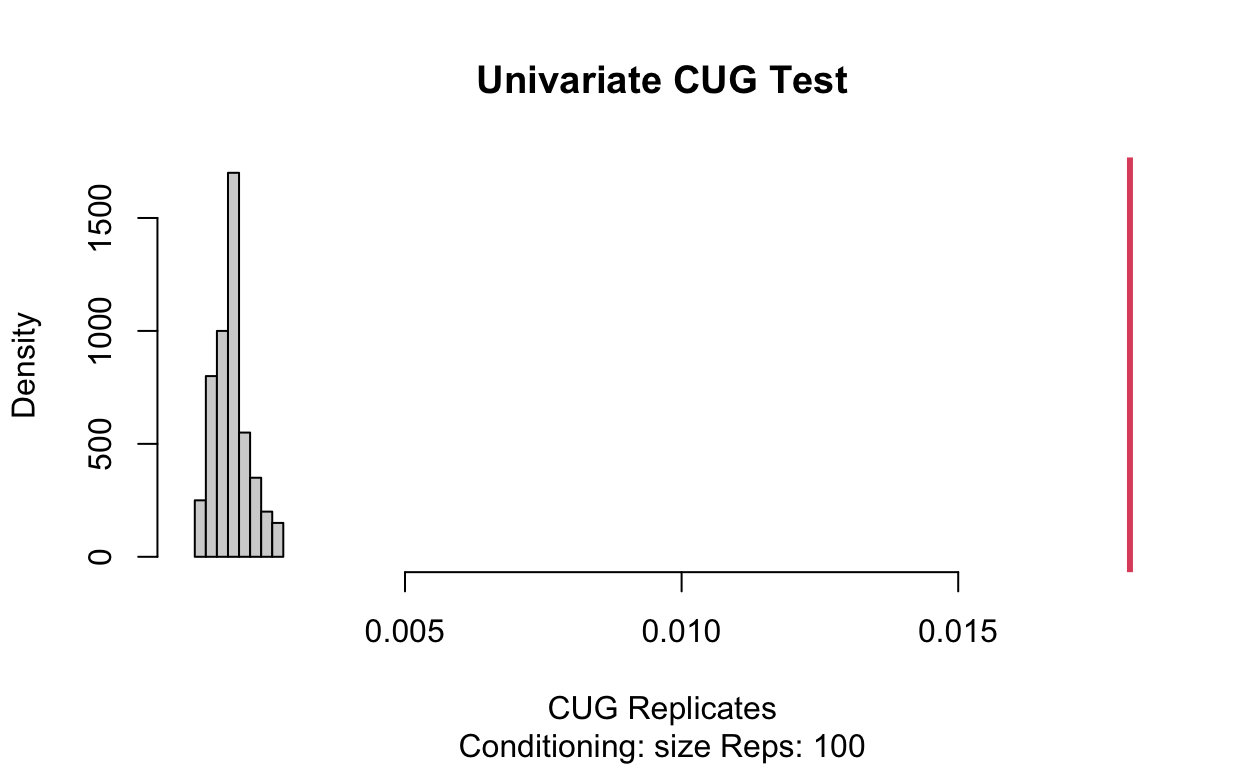 Univariate CUG Test
Density
1500
1000
500
0
0.005 0.010 0.015
CUG Replicates
Conditioning: size Reps: 100